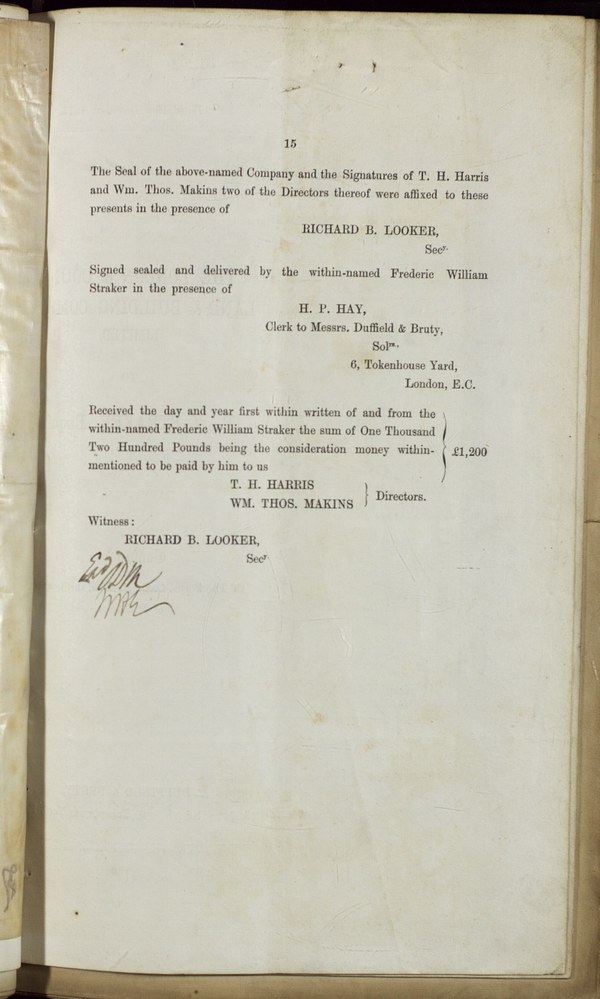 15
The Seal of the above-named Company and the Signatures of T. H. Harris
and Wm. Thos. Makins two of the Directors thereof were affixed to these
presents in the presence of
RICHARD B. LOOKER,
Secr.
Signed sealed and delivered by the within-named Frederic William
Straker in the presence of
H. P. HAY,
Clerk to Messrs. Duffield & Bruty,
Solrs.
6, Tokenhouse Yard,
London, E.C.
Received the day and year first within written of and from the
within-named Frederic William Straker the sum of One Thousand
Two Hundred Pounds being the consideration money within-
mentioned to be paid by him to us
£1,200
T. H. HARRIS
WM. THOS. MAKINS
Directors.
Witness:
RICHARD B. LOOKER,
Secr.